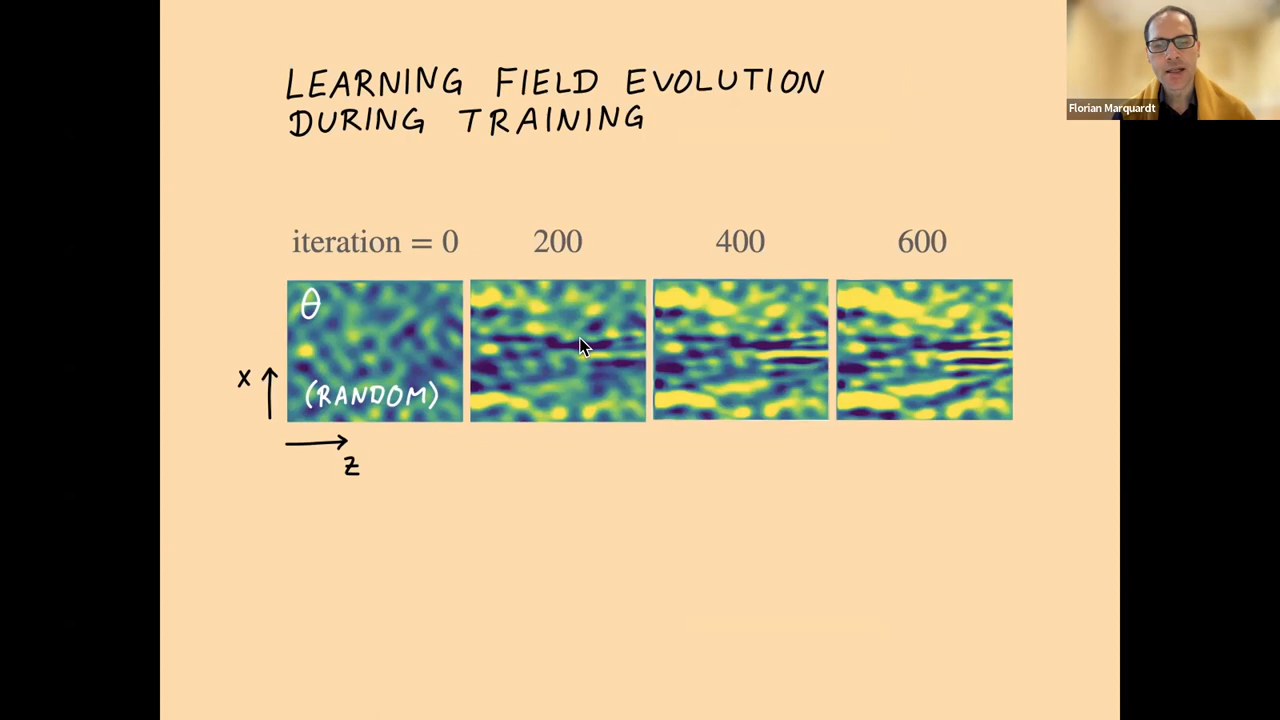 LEARNING FIELD EVOLUTION
DURING TRAINING
iteration = 0 200 400 600
θ
(RANDOM)
x
z
Florian Marquardt